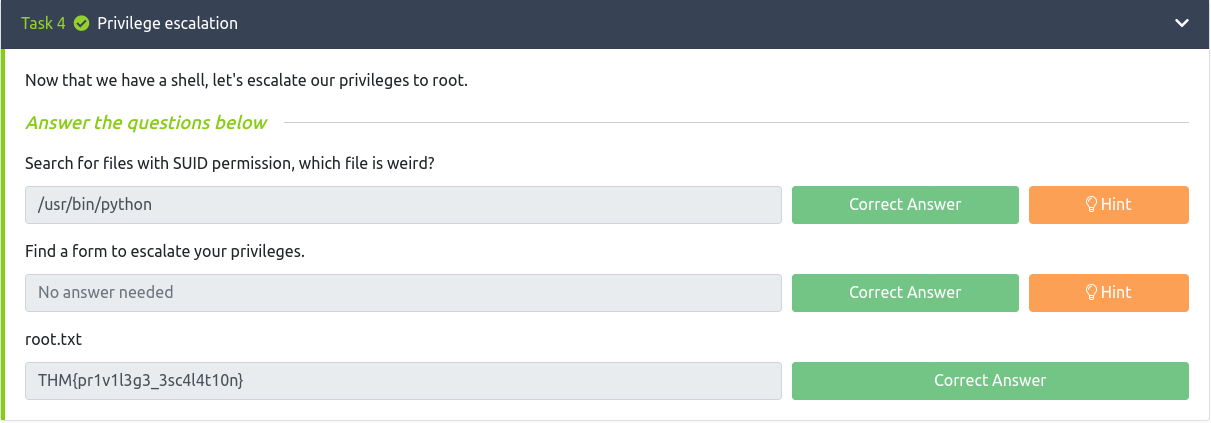 Task 4 Privilege escalation
Now that we have a shell, let's escalate our privileges to root.
Answer the questions below
Search for files with SUID permission, which file is weird?
/usr/bin/python Correct Answer Hint
Find a form to escalate your privileges.
No answer needed Correct Answer Hint
root.txt
THM{pr1v1l3g3_3sc4l4t10n} Correct Answer